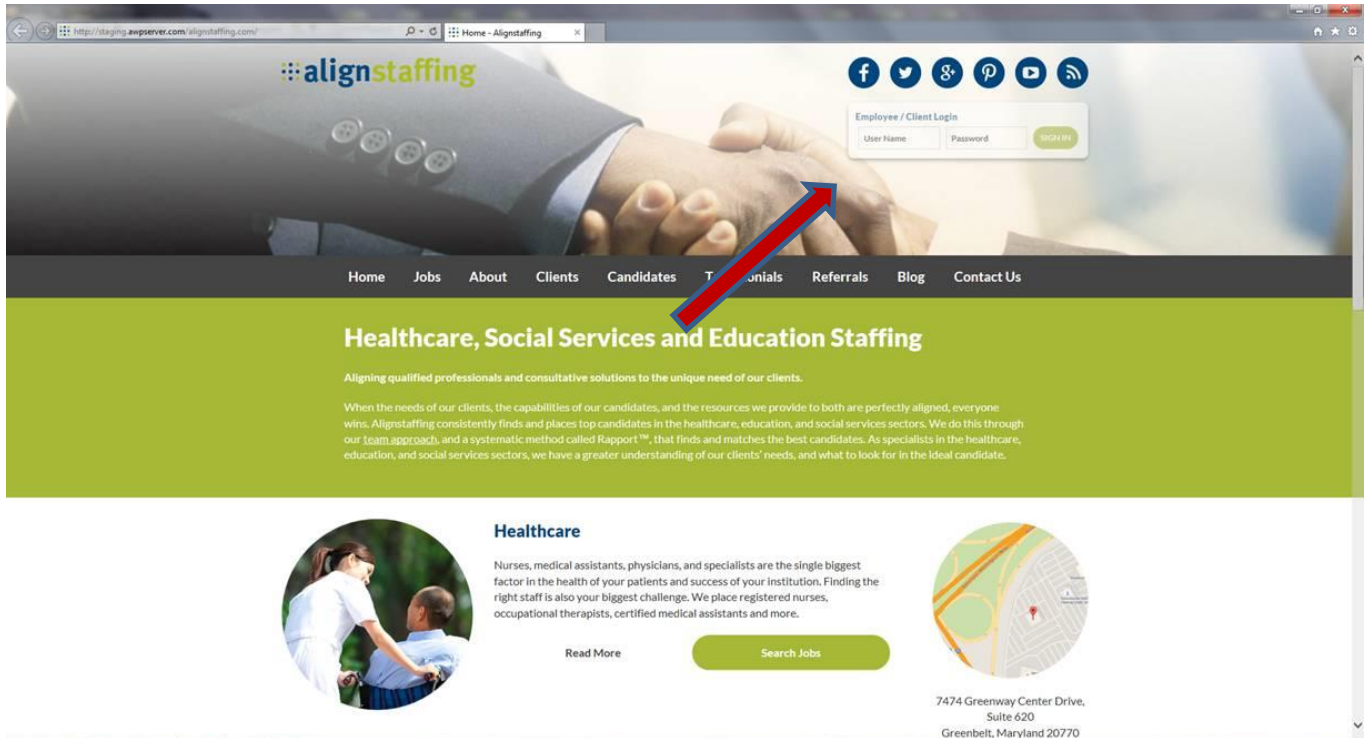 http://staging.awpserver.com/alignstaffing.com/
Home - Alignstaffing
alignstaffing
Employee / Client Login
User Name Password SIGN IN
Home Jobs About Clients Candidates T onials Referrals Blog Contact Us
Healthcare, Social Services and Education Staffing
Aligning qualified professionals and consultative solutions to the unique need of our clients.
When the needs of our clients, the capabilities of our candidates, and the resources we provide to both are perfectly aligned, everyone
wins. Alignstaffing consistently finds and places top candidates in the healthcare, education, and social services sectors. We do this through
our team approach, and a systematic method called Rapport™, that finds and matches the best candidates. As specialists in the healthcare,
education, and social services sectors, we have a greater understanding of our clients' needs, and what to look for in the ideal candidate.
Healthcare
Nurses, medical assistants, physicians, and specialists are the single biggest
factor in the health of your patients and success of your institution. Finding the
right staff is also your biggest challenge. We place registered nurses,
occupational therapists, certified medical assistants and more.
Read More Search Jobs
7474 Greenway Center Drive,
Suite 620
Greenbelt, Maryland 20770